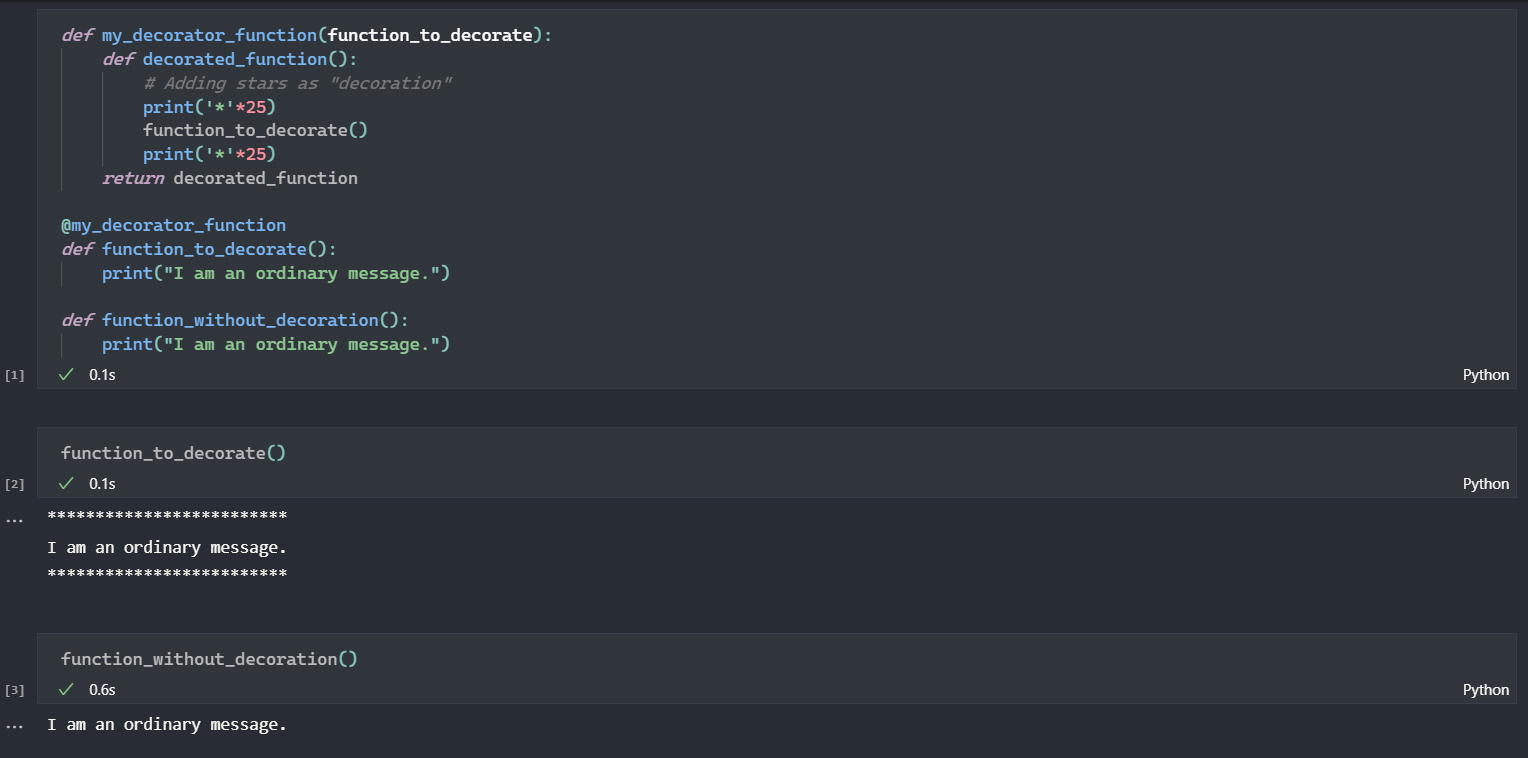 def my_decorator_function(function_to_decorate):
    def decorated_function():
        # Adding stars as "decoration"
        print('*'*25)
        function_to_decorate()
        print('*'*25)
    return decorated_function

@my_decorator_function
def function_to_decorate():
    print("I am an ordinary message.")

def function_without_decoration():
    print("I am an ordinary message.")
[1] ✓ 0.1s Python
function_to_decorate()
[2] ✓ 0.1s Python
... *************************
I am an ordinary message.
*************************
function_without_decoration()
[3] ✓ 0.6s Python
... I am an ordinary message.